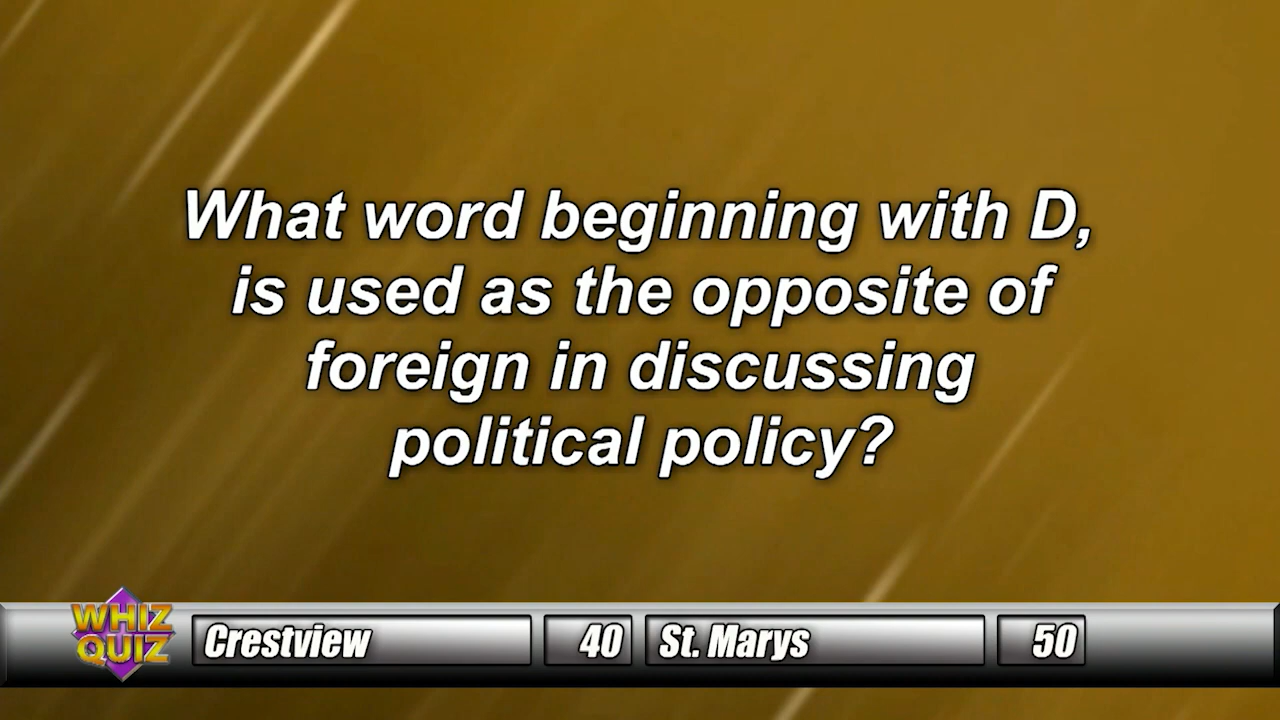 What word beginning with D,
is used as the opposite of
foreign in discussing
political policy?
WHIZ
QUIZ
Crestview 40 St. Marys 50